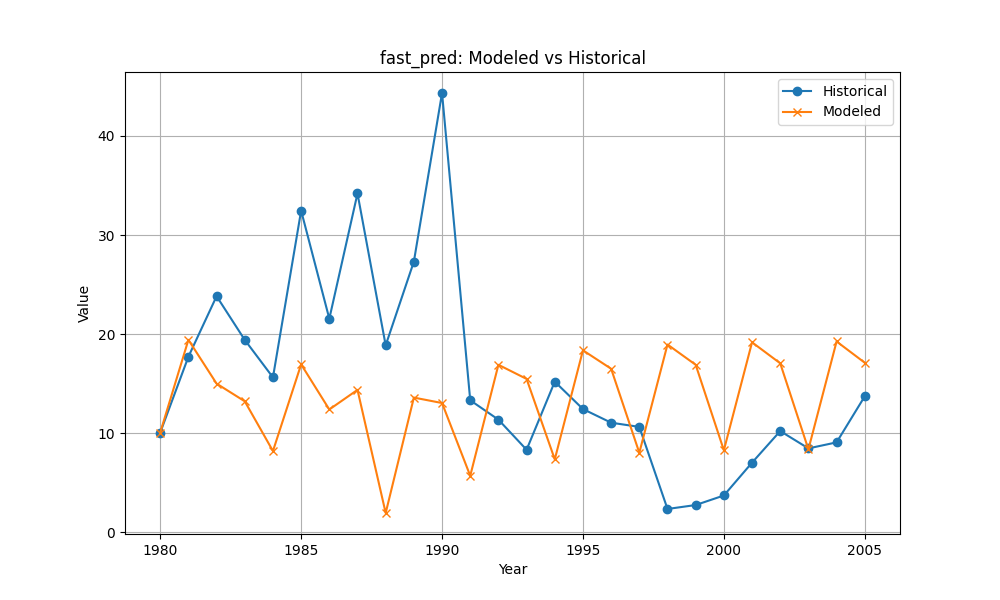 fast_pred: Modeled vs Historical
Historical
Modeled
Value
40
30
20
10
0
1980 1985 1990 1995 2000 2005
Year